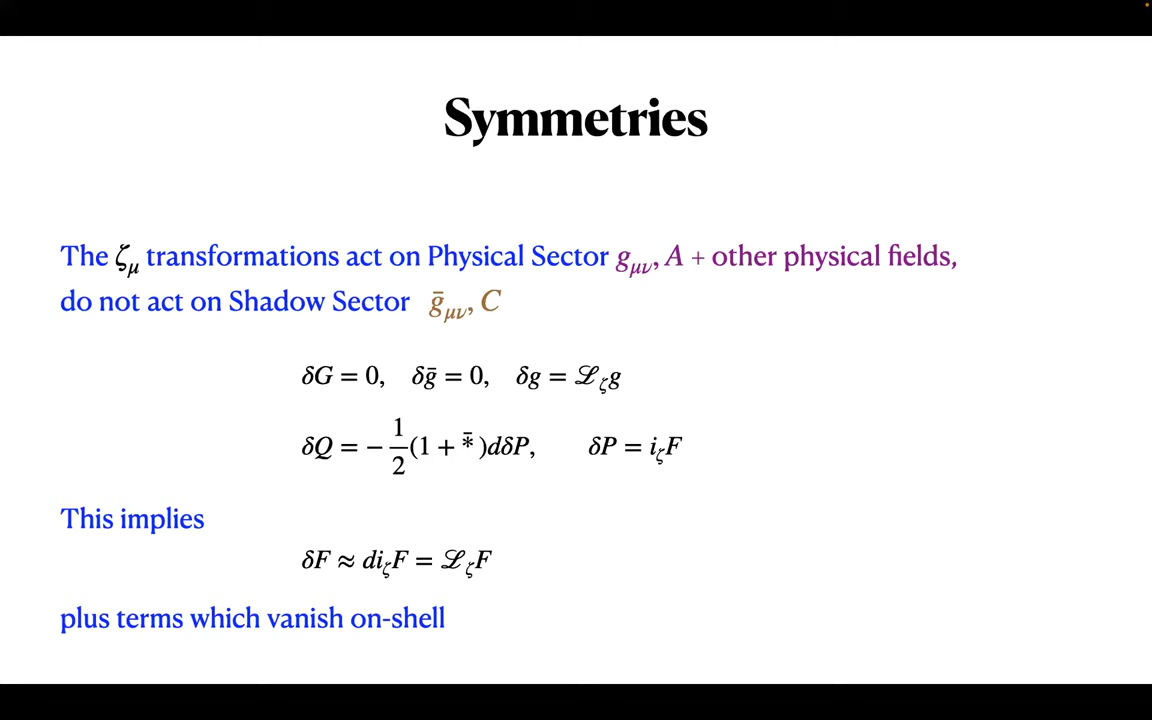 Symmetries
The ζ_μ transformations act on Physical Sector g_μν, A + other physical fields,
do not act on Shadow Sector ḡ_μν, C
δG = 0, δḡ = 0, δg = ℒ_ζ g
δQ = −1/2(1 + *̄)dδP, δP = i_ζ F
This implies
δF ≈ di_ζ F = ℒ_ζ F
plus terms which vanish on-shell